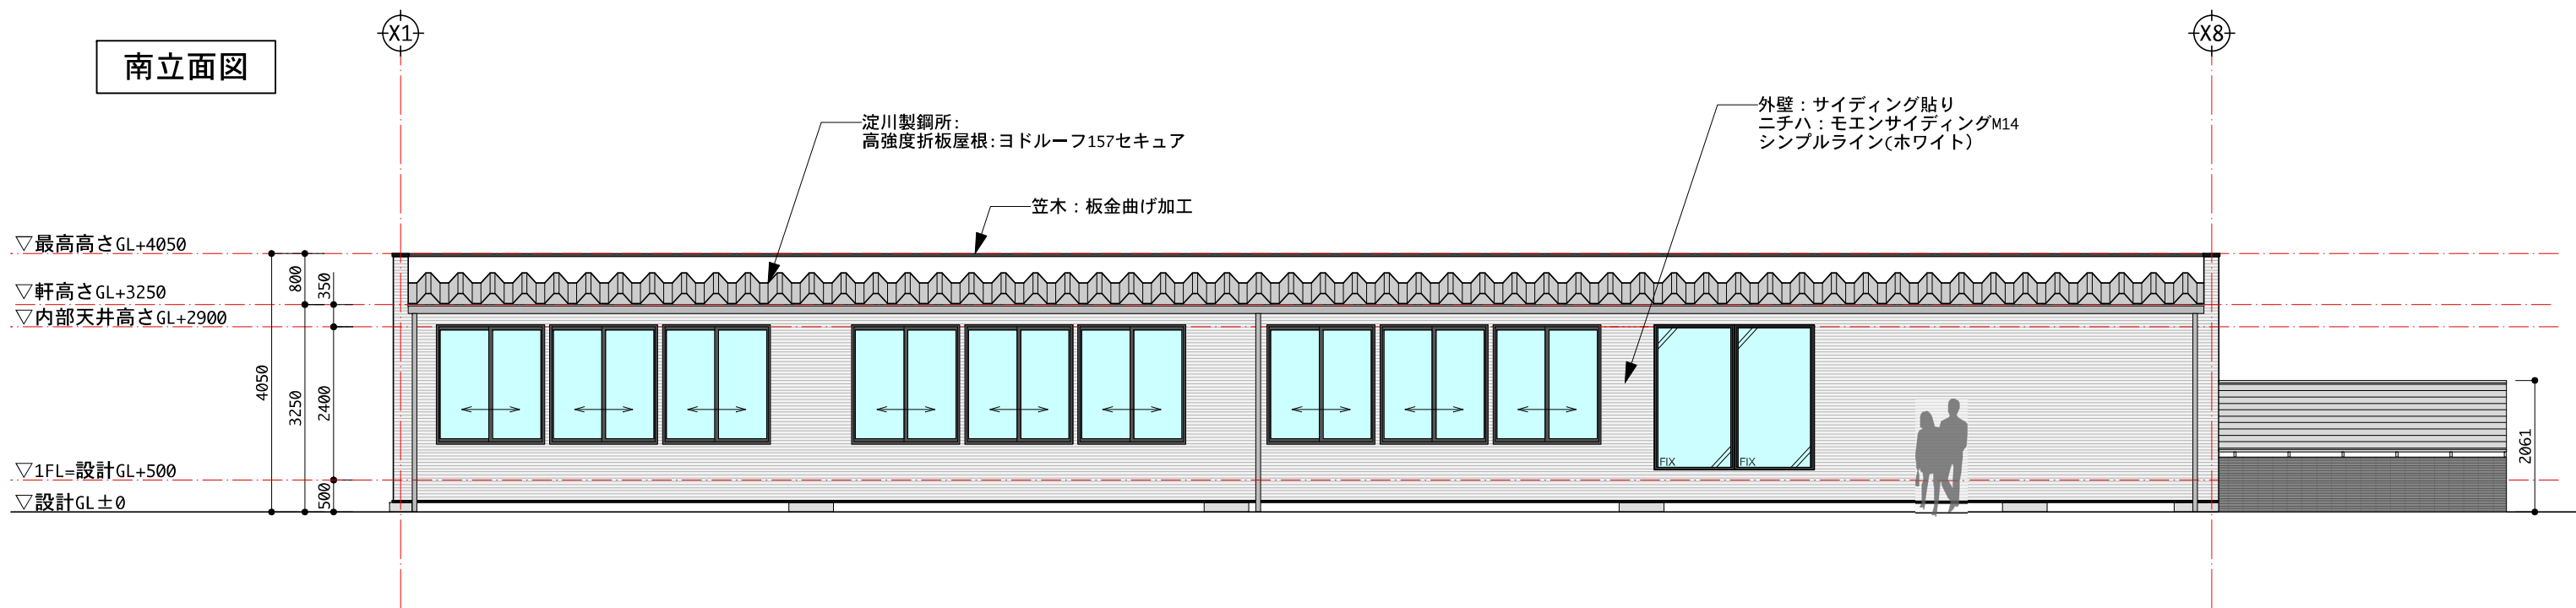 X1
X8
南立面図
外壁：サイディング貼り
ニチハ：モエンサイディングM14
シンプルライン(ホワイト)
淀川製鋼所:
高強度折板屋根:ヨドルーフ157セキュア
笠木：板金曲げ加工
▽最高高さGL+4050
800
350
▽軒高さGL+3250
▽内部天井高さGL+2900
4050
3250
2400
2061
FIX
FIX
▽1FL=設計GL+500
500
▽設計GL±0